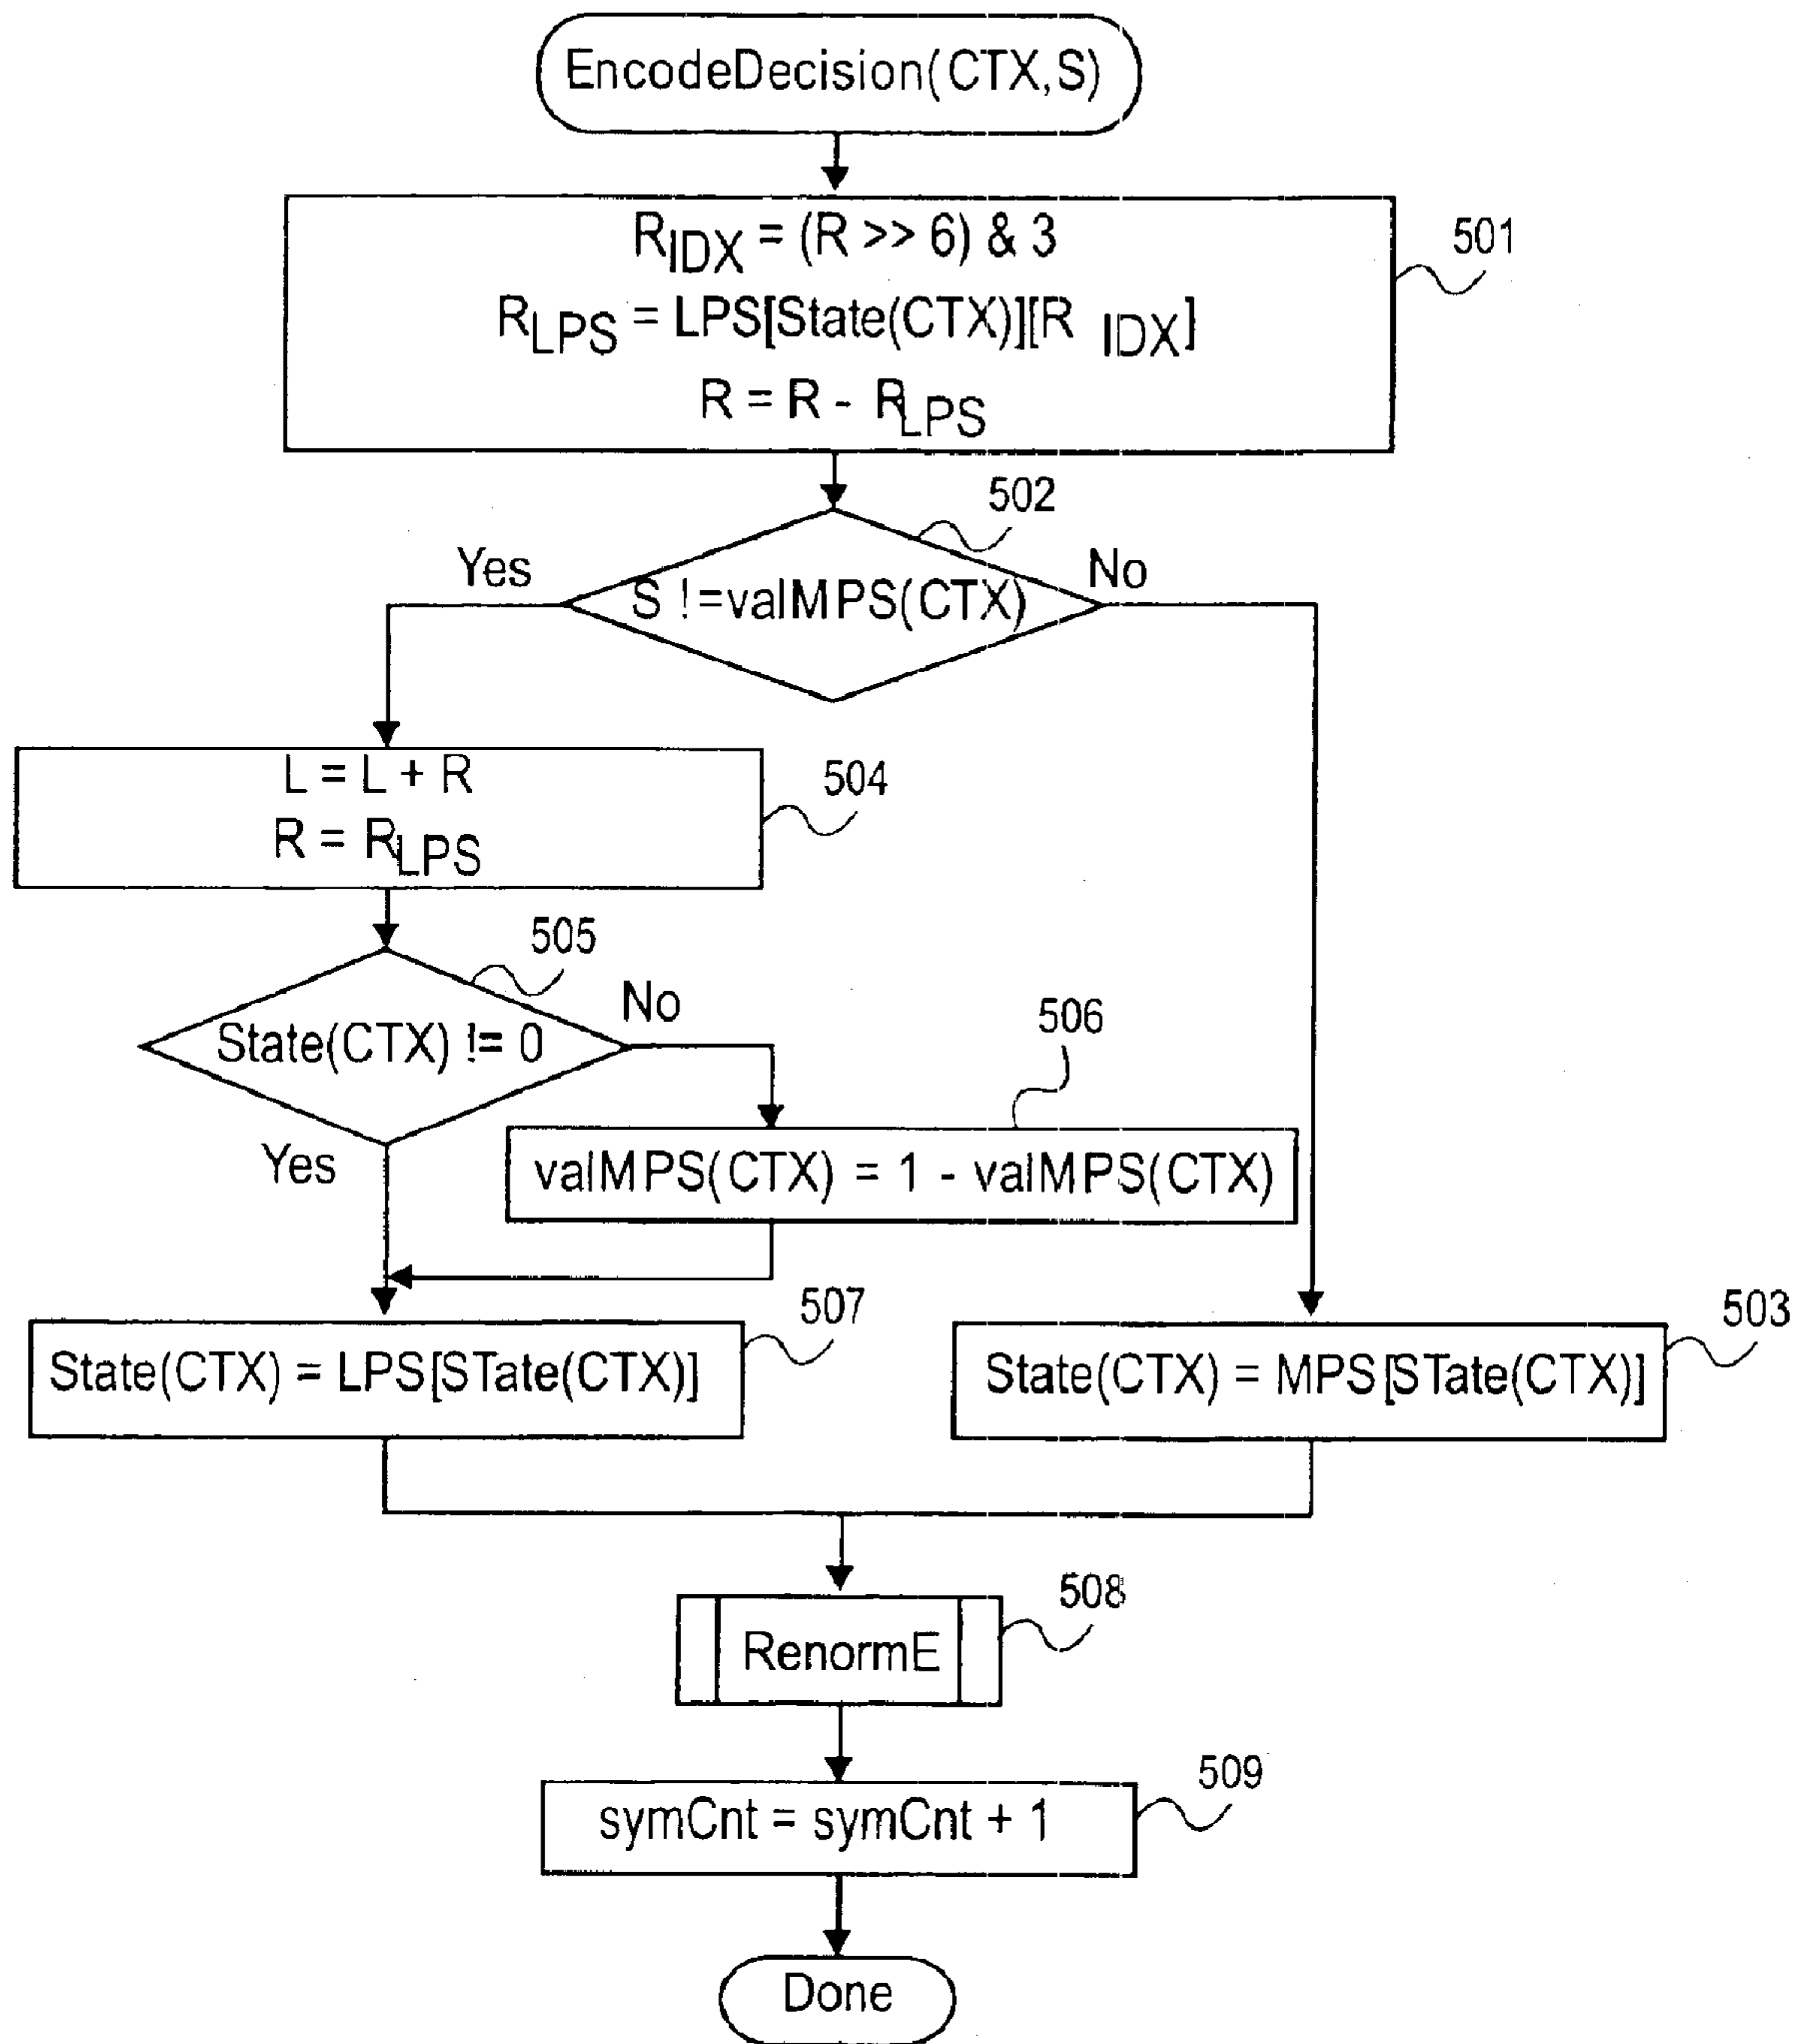 EncodeDecision(CTX,S)
RIDX = (R >> 6) & 3
RLPS = LPS[State(CTX)][R IDX]
R = R - RLPS
501
502
Yes
No
S !=valMPS(CTX)
L = L + R
R = RLPS
504
505
No
State(CTX) != 0
506
Yes
valMPS(CTX) = 1 - valMPS(CTX)
507
503
State(CTX) = LPS[STate(CTX)]
State(CTX) = MPS[STate(CTX)]
508
RenormE
509
symCnt = symCnt + 1
Done